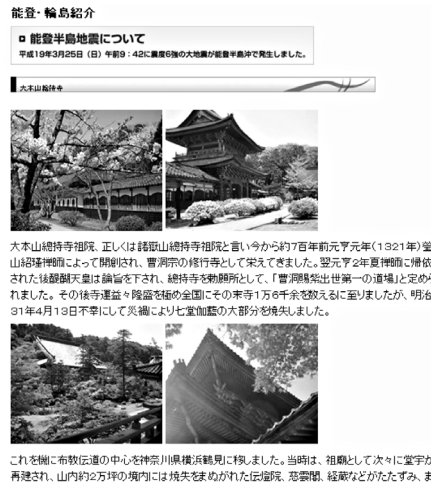 能登・輪島紹介
能登半島地震について
平成19年3月25日（日）午前9：42に震度6強の大地震が能登半島沖で発生しました。
大本山總持寺
大本山總持寺祖院、正しくは諸嶽山總持寺祖院と言い今から約7百年前元亨元年（1321年）瑩
山紹瑾禅師によって開創され、曹洞宗の修行寺として栄えてきました。翌元亨2年夏禅師に帰依
された後醍醐天皇は論旨を下され、總持寺を勅願所として、「曹洞賜紫出世第一の道場」と定め
れました。その後寺運益々隆盛を極め全国にその末寺1万6千余を数えるに至りましたが、明治
31年4月13日不幸にして災禍により七堂伽藍の大部分を焼失しました。
これを機に布教伝道の中心を神奈川県横浜鶴見に移しました。当時は、祖廟として次々に堂宇が
再建され、山内約2万坪の境内には焼失をまぬがれた伝燈院、慈雲閣、経蔵などがたたずみ、ま